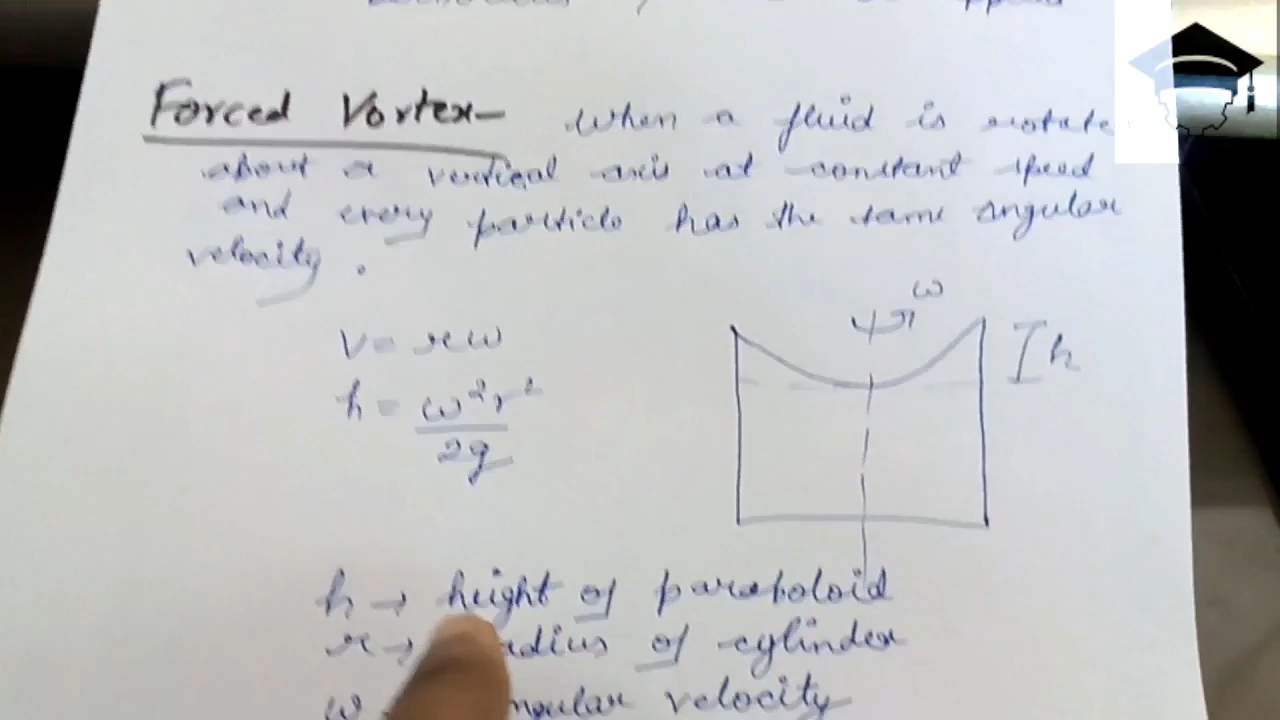 Forced Vortex- When a fluid is rotate
about a vertical axis at constant speed
and every particle has the same angular
velocity.
V = rω
h = ω²r²
2g
ω
h
h → height of paraboloid
r → radius of cylinder
ω angular velocity